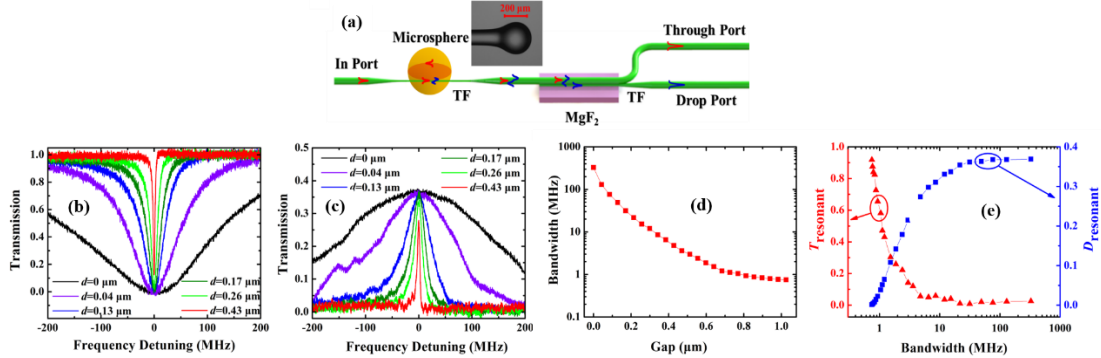 (a)
200 µm
Microsphere
Through Port
In Port
TF
TF
MgF2
Drop Port
Transmission
1.0
0.8
0.6
0.4
0.2
0.0
(b)
d=0 µm
d=0.04 µm
d=0.13 µm
d=0.17 µm
d=0.26 µm
d=0.43 µm
-200 -100 0 100 200
Frequency Detuning (MHz)
Transmission
0.5
0.4
0.3
0.2
0.1
0.0
d=0 µm
d=0.04 µm
d=0.13 µm
d=0.17 µm
d=0.26 µm
d=0.43 µm
(c)
-200 -100 0 100 200
Frequency Detuning (MHz)
Bandwidth (MHz)
1000
100
10
1
0.1
(d)
0.0 0.2 0.4 0.6 0.8 1.0
Gap (µm)
Tresonant
1.0
0.8
0.6
0.4
0.2
0.0
(e)
0.4
0.3
0.2
0.1
0.0
Dresonant
1 10 100 1000
Bandwidth (MHz)